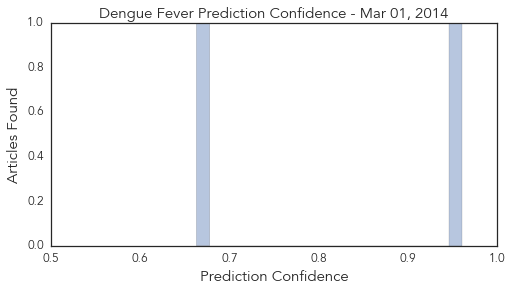 Dengue Fever Prediction Confidence - Mar 01, 2014
1.0
0.8
0.6
0.4
0.2
0.0
Articles Found
0.5 0.6 0.7 0.8 0.9 1.0
Prediction Confidence